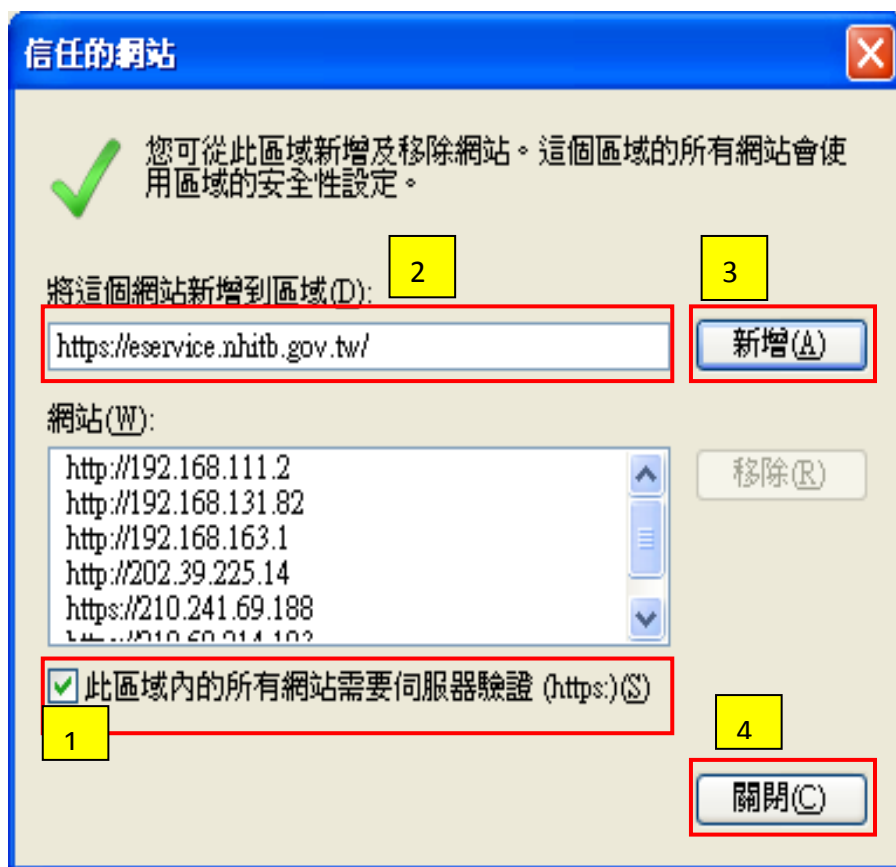 信任的網站
您可從此區域新增及移除網站。這個區域的所有網站會使
用區域的安全性設定。
2
3
將這個網站新增到區域(D):
https://eservice.nhitb.gov.tw/
新增(A)
網站(W):
http://192.168.111.2
http://192.168.131.82
http://192.168.163.1
http://202.39.225.14
https://210.241.69.188
移除(R)
此區域內的所有網站需要伺服器驗證 (https:)(S)
1
4
關閉(C)